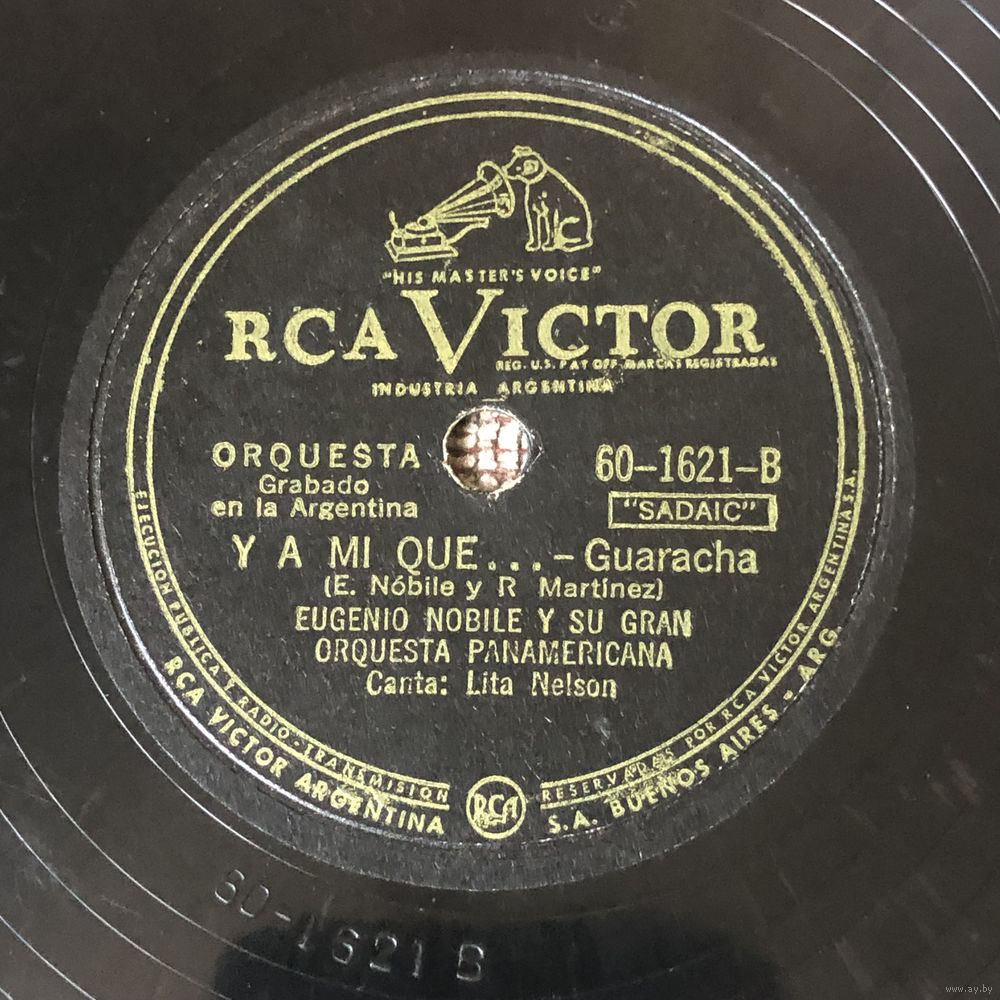 "HIS MASTER'S VOICE"
RCA VICTOR
REG. U.S. PAT OFF. MARCAS REGISTRADAS
INDUSTRIA ARGENTINA
ORQUESTA
Grabado
en la Argentina
60-1621-B
"SADAIC"
Y A MI QUE... - Guaracha
(E. Nóbile y R Martínez)
EUGENIO NOBILE Y SU GRAN
ORQUESTA PANAMERICANA
Canta: Lita Nelson
EJECUCION PUBLICA Y RADIO-TRANSMISION RESERVADAS POR RCA VICTOR ARGENTINA S.A.
RCA VICTOR ARGENTINA S.A. BUENOS AIRES - ARG.
RCA
60-1621 B
www.ay.by